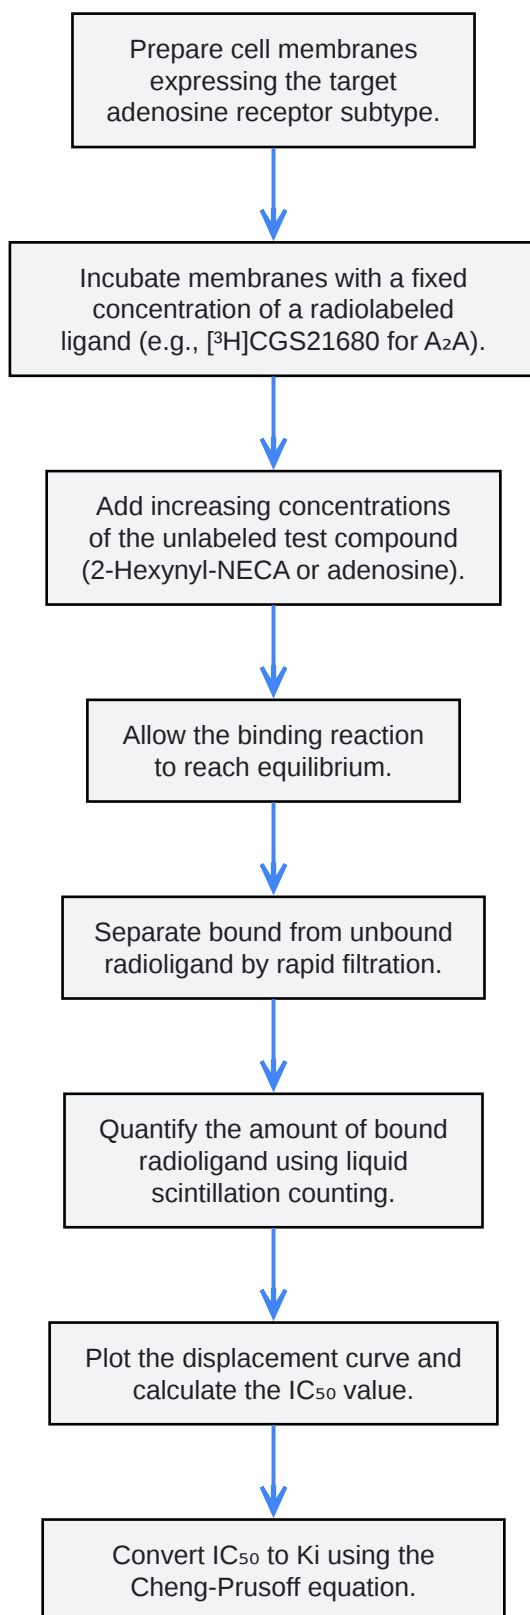 Prepare cell membranes
expressing the target
adenosine receptor subtype.
Incubate membranes with a fixed
concentration of a radiolabeled
ligand (e.g., [³H]CGS21680 for A₂A).
Add increasing concentrations
of the unlabeled test compound
(2-Hexynyl-NECA or adenosine).
Allow the binding reaction
to reach equilibrium.
Separate bound from unbound
radioligand by rapid filtration.
Quantify the amount of bound
radioligand using liquid
scintillation counting.
Plot the displacement curve and
calculate the IC₅₀ value.
Convert IC₅₀ to Ki using the
Cheng-Prusoff equation.